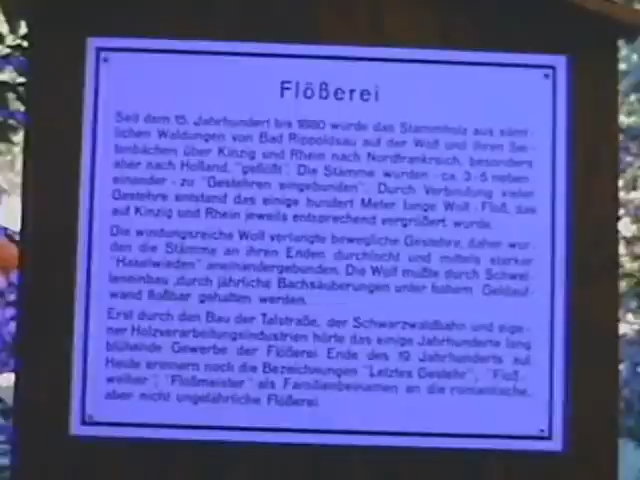 Flößerei
Seit dem 15. Jahrhundert bis 1880 wurde das Stammholz aus sämt-
lichen Waldungen von Bad Rippoldsau auf der Wolf und ihren Sei-
tenbächen über Kinzig und Rhein nach Nordfrankreich, besonders
aber nach Holland, "geflößt". Die Stämme wurden - ca. 3-5 neben-
einander - zu "Gestehren eingebunden". Durch Verbindung vieler
Gestehre entstand das einige hundert Meter lange Wolf-Floß, das
auf Kinzig und Rhein jeweils entsprechend vergrößert wurde.
Die windungsreiche Wolf verlangte bewegliche Gestehre, daher wur-
den die Stämme an ihren Enden durchlocht und mittels starker
"Haselwieden" aneinandergebunden. Die Wolf mußte durch Schwel-
leneinbau, durch jährliche Bachsäuberungen unter hohem Geldauf-
wand floßbar gehalten werden.
Erst durch den Bau der Talstraße, der Schwarzwaldbahn und eige-
ner Holzverarbeitungsindustrien hörte das einige Jahrhunderte lang
blühende Gewerbe der Flößerei Ende des 19. Jahrhunderts auf.
Heute erinnern noch die Bezeichnungen "Letztes Gestehr", "Floß-
weiher", "Floßmeister" als Familienbeinamen an die romantische,
aber nicht ungefährliche Flößerei.